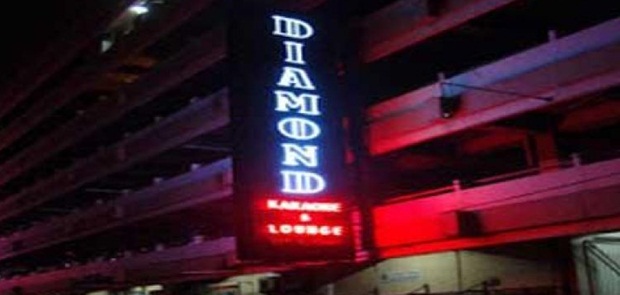 DIAMOND
KARAOKE
&
LOUNGE